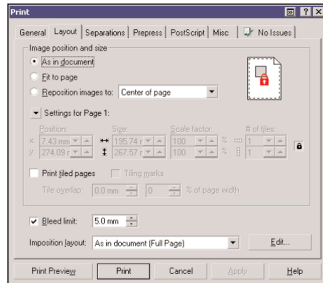 Print
General Layout Separations Prepress PostScript Misc No Issues
Image position and size
As in document
Fit to page
Reposition images to: Center of page
Settings for Page 1:
Position: Size: Scale factor: # of tiles:
x: 7.43 mm 195.74 r 100 % 1
y: 274.09 r 267.57 r 100 % 1
Print tiled pages Tiling marks
Tile overlap: 0.0 mm 0 % of page width
Bleed limit: 5.0 mm
Imposition layout: As in document (Full Page) Edit...
Print Preview Print Cancel Apply Help